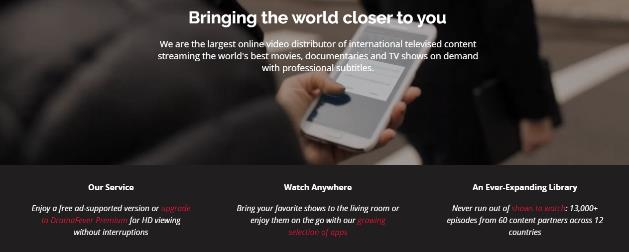 Bringing the world closer to you
We are the largest online video distributor of international televised content
streaming the world's best movies, documentaries and TV shows on demand
with professional subtitles.
Our Service
Enjoy a free ad-supported version or upgrade
to DramaFever Premium for HD viewing
without interruptions
Watch Anywhere
Bring your favorite shows to the living room or
enjoy them on the go with our growing
selection of apps
An Ever-Expanding Library
Never run out of shows to watch: 13,000+
episodes from 60 content partners across 12
countries